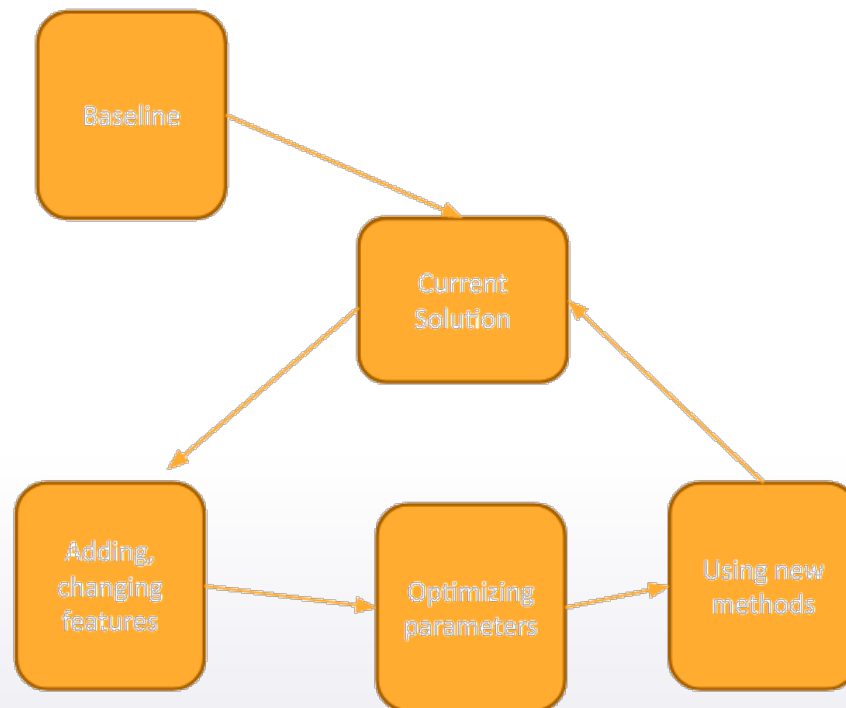 Baseline
Current
Solution
Adding,
changing
features
Optimizing
parameters
Using new
methods